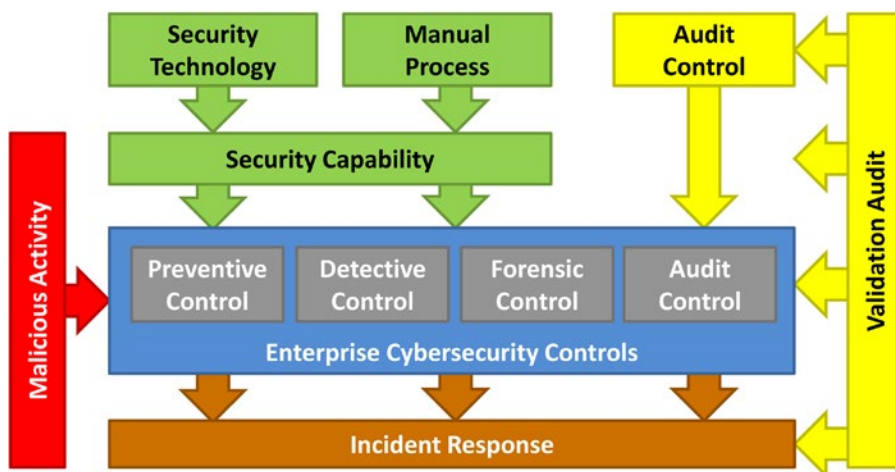 Security
Technology
Manual
Process
Audit
Control
Security Capability
Malicious Activity
Preventive
Control
Detective
Control
Forensic
Control
Audit
Control
Enterprise Cybersecurity Controls
Validation Audit
Incident Response